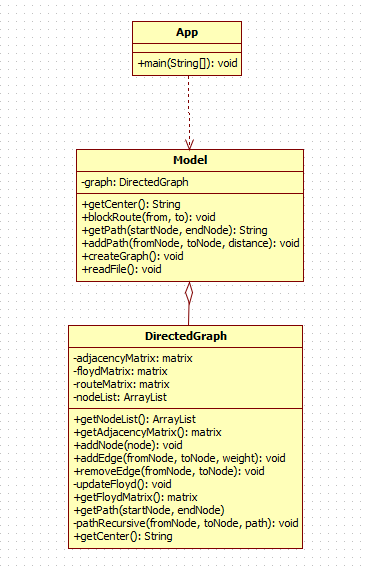 App
+main(String[]): void
Model
-graph: DirectedGraph
+getCenter(): String
+blockRoute(from, to): void
+getPath(startNode, endNode): String
+addPath(fromNode, toNode, distance): void
+createGraph(): void
+readFile(): void
DirectedGraph
-adjacencyMatrix: matrix
-floydMatrix: matrix
-routeMatrix: matrix
-nodeList: ArrayList
+getNodeList(): ArrayList
+getAdjacencyMatrix(): matrix
+addNode(node): void
+addEdge(fromNode, toNode, weight): void
+removeEdge(fromNode, toNode): void
-updateFloyd(): void
+getFloydMatrix(): matrix
+getPath(startNode, endNode)
-pathRecursive(fromNode, toNode, path): void
+getCenter(): String